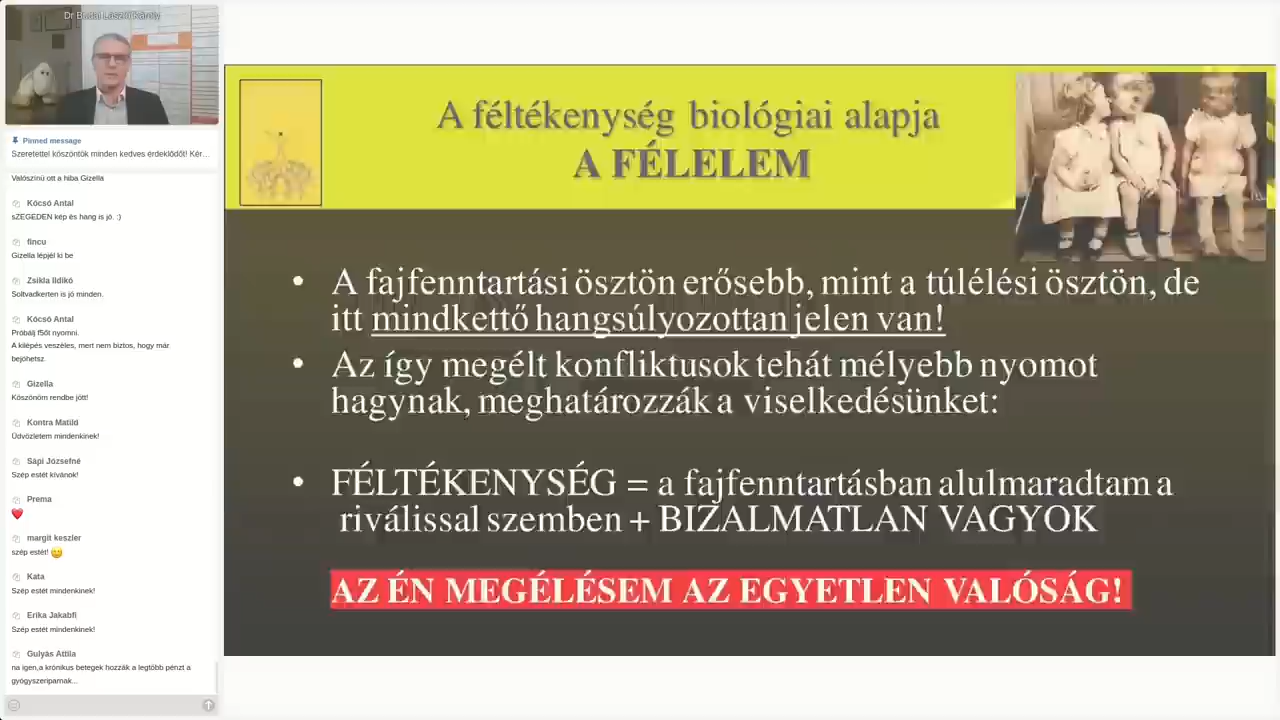 Dr Budai László Károly
Pinned message
Szeretettel köszöntök minden kedves érdeklődőt! Kér…
Valószínű ott a hiba Gizella
Kócsó Antal
sZEGEDEN kép és hang is jó. :)
fincu
Gizella lépjél ki be
Zsikla Ildikó
Soltvadkerten is jó minden.
Kócsó Antal
Próbálj f5öt nyomni.
A kilépés veszéles, mert nem biztos, hogy már
bejöhetsz.
Gizella
Köszönöm rendbe jött!
Kontra Matild
Üdvözletem mindenkinek!
Sápi Józsefné
Szép estét kívánok!
Prema
margit keszler
szép estét!
Kata
Szép estét mindenkinek!
Erika Jakabfi
Szép estét mindenkinek!
Gulyás Attila
na igen,a krónikus betegek hozzák a legtöbb pénzt a
gyógyszeriparnak...
A féltékenység biológiai alapja
A FÉLELEM
• A fajfenntartási ösztön erősebb, mint a túlélési ösztön, de
itt mindkettő hangsúlyozottan jelen van!
• Az így megélt konfliktusok tehát mélyebb nyomot
hagynak, meghatározzák a viselkedésünket:
• FÉLTÉKENYSÉG = a fajfenntartásban alulmaradtam a
riválissal szemben + BIZALMATLAN VAGYOK
AZ ÉN MEGÉLÉSEM AZ EGYETLEN VALÓSÁG!